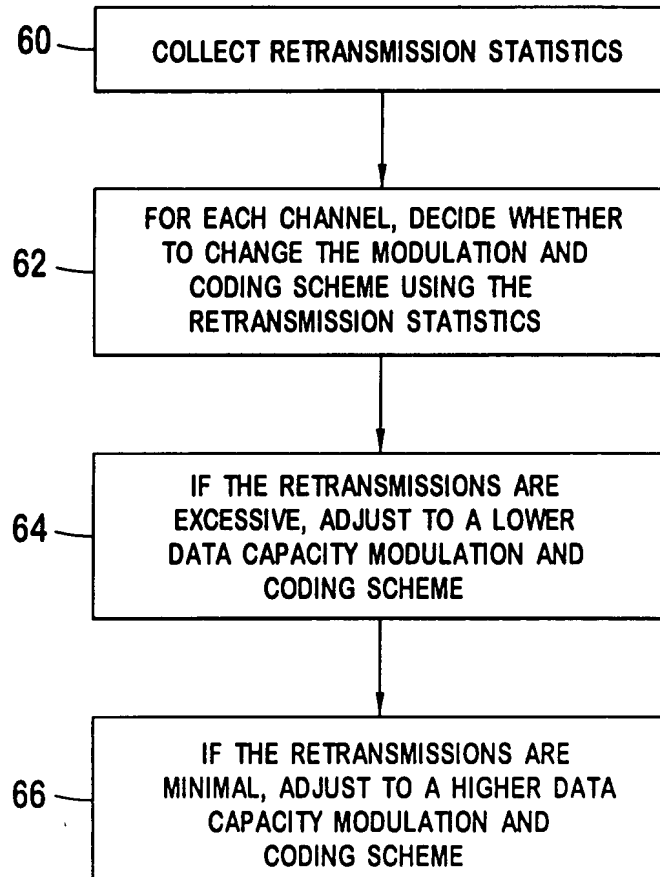 60
COLLECT RETRANSMISSION STATISTICS
62
FOR EACH CHANNEL, DECIDE WHETHER
TO CHANGE THE MODULATION AND
CODING SCHEME USING THE
RETRANSMISSION STATISTICS
64
IF THE RETRANSMISSIONS ARE
EXCESSIVE, ADJUST TO A LOWER
DATA CAPACITY MODULATION AND
CODING SCHEME
66
IF THE RETRANSMISSIONS ARE
MINIMAL, ADJUST TO A HIGHER DATA
CAPACITY MODULATION AND
CODING SCHEME